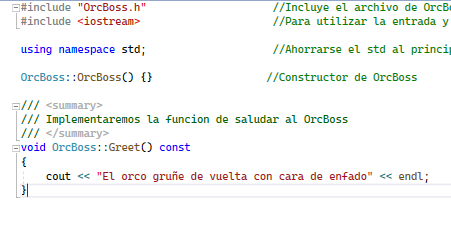 #include "OrcBoss.h" //Incluye el archivo de
#include <iostream> //Para utilizar la entrada y
using namespace std; //Ahorrarse el std al
OrcBoss::OrcBoss() {} //Constructor de OrcBoss
/// <summary>
/// Implementaremos la funcion de saludar al OrcBoss
/// </summary>
void OrcBoss::Greet() const
{
cout << "El orco gruñe de vuelta con cara de enfado" << endl;
}